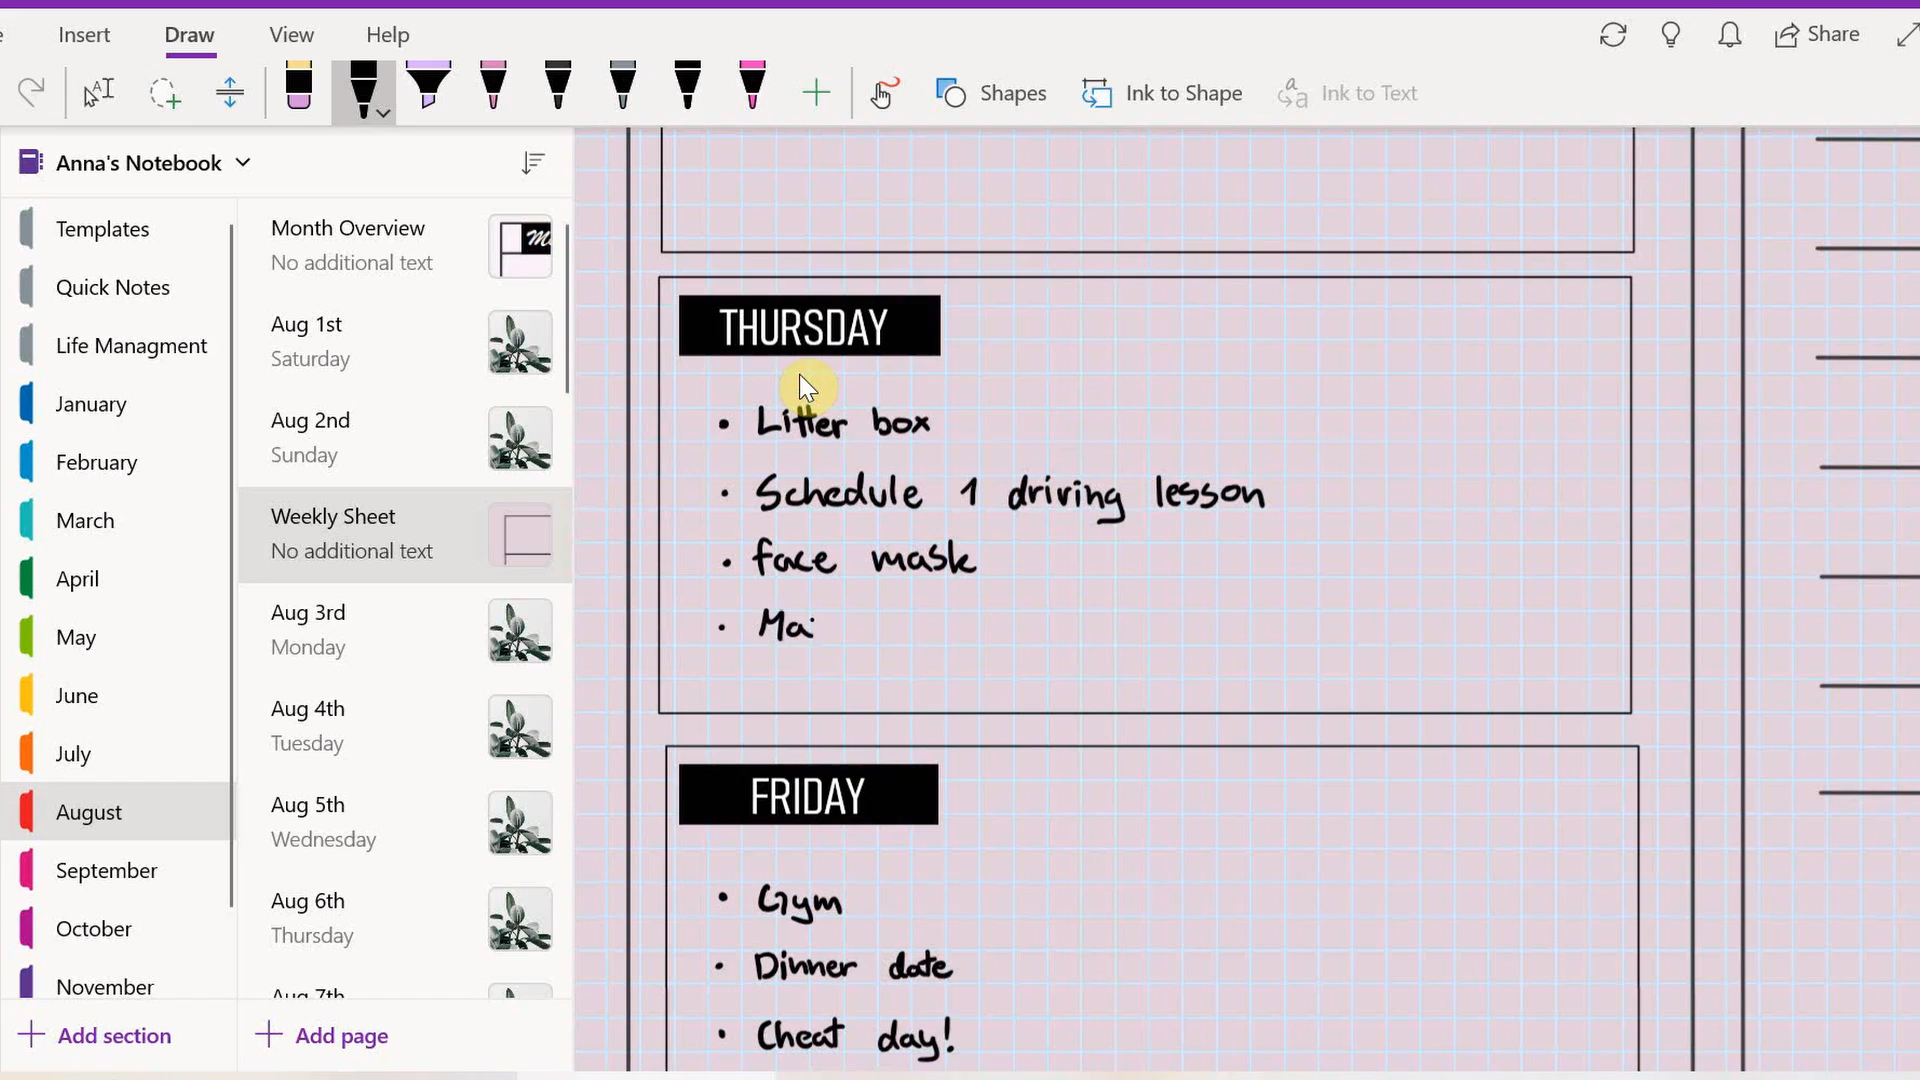 Insert Draw View Help Share
Shapes Ink to Shape Ink to Text
Anna's Notebook
Templates
Quick Notes
Life Managment
January
February
March
April
May
June
July
August
September
October
November
Add section
Month Overview
No additional text
Aug 1st
Saturday
Aug 2nd
Sunday
Weekly Sheet
No additional text
Aug 3rd
Monday
Aug 4th
Tuesday
Aug 5th
Wednesday
Aug 6th
Thursday
Aug 7th
Add page
THURSDAY
• Litter box
• Schedule 1 driving lesson
• face mask
• Mai
FRIDAY
• Gym
• Dinner date
• Cheat day!